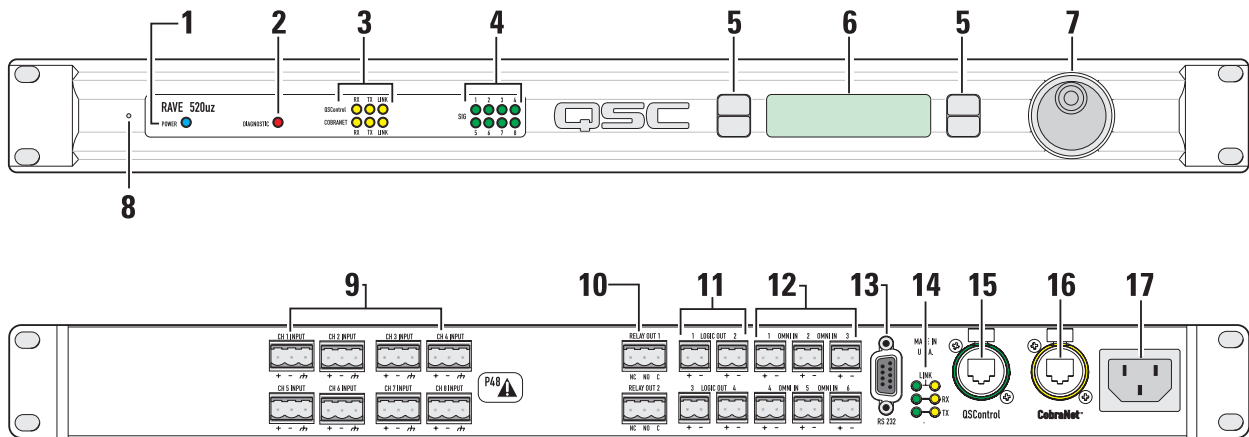 1 2 3 4 5 6 5 7
RX TX LINK
1 2 3 4
RAVE 520uz
QSControl
SIG
QSC
POWER
DIAGNOSTIC
COBRANET
RX TX LINK
5 6 7 8
8
9 10 11 12 13 14 15 16 17
CH 1 INPUT CH 2 INPUT CH 3 INPUT CH 4 INPUT
RELAY OUT 1
1 LOGIC OUT 2
1 OMNI IN 2 OMNI IN 3
MADE IN
U.S.A.
+ - + - + - + -
NC NO C
+ - + - + - + - + -
LINK
CH 5 INPUT CH 6 INPUT CH 7 INPUT CH 8 INPUT
P48
RELAY OUT 2
3 LOGIC OUT 4
4 OMNI IN 5 OMNI IN 6
RX
TX
+ - + - + - + -
NC NO C
+ - + - + - + - + -
RS 232
QSControl
CobraNet™